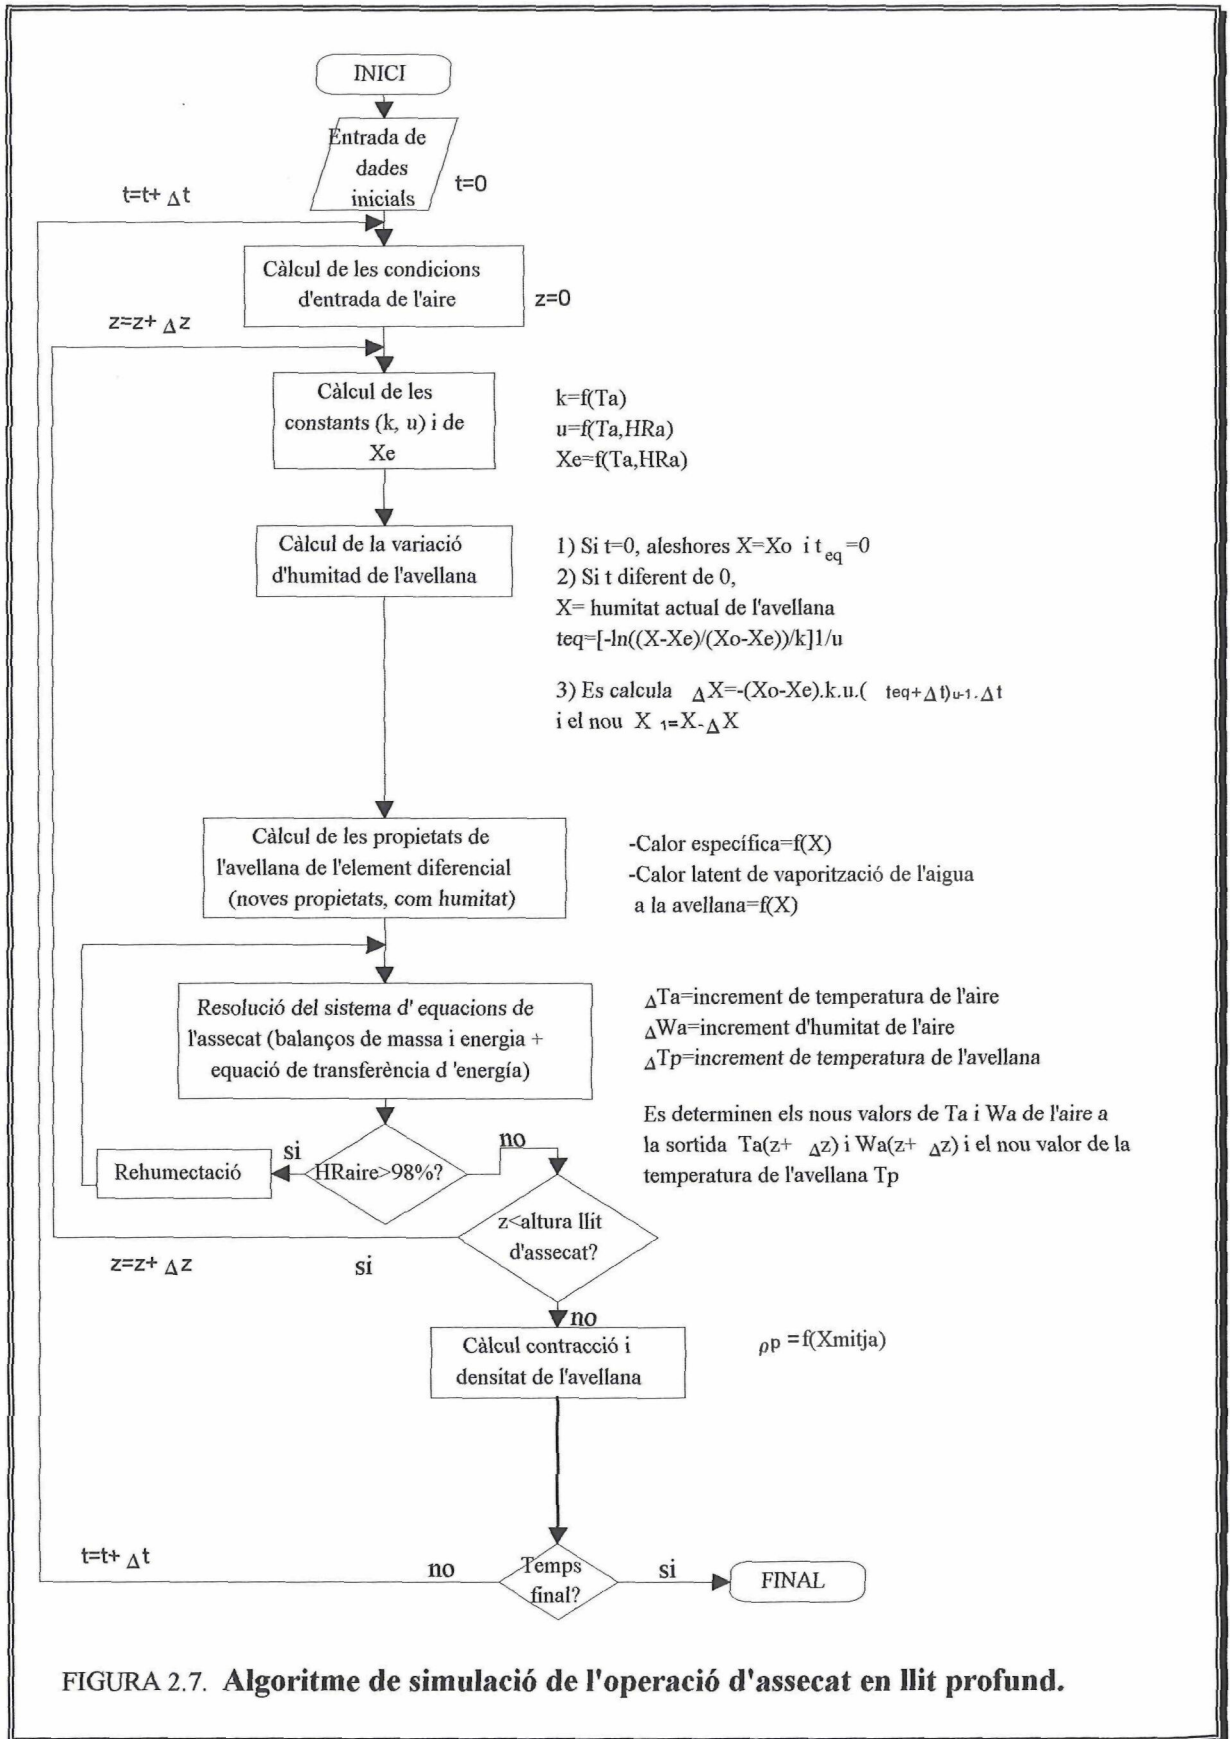 INICI
Entrada de
dades
inicials
t=0
t=t+ Δt
Càlcul de les condicions
d'entrada de l'aire
z=0
z=z+ Δz
Càlcul de les
constants (k, u) i de
Xe
k=f(Ta)
u=f(Ta,HRa)
Xe=f(Ta,HRa)
Càlcul de la variació
d'humitad de l'avellana
1) Si t=0, aleshores X=Xo i t eq =0
2) Si t diferent de 0,
X= humitat actual de l'avellana
teq=[-ln((X-Xe)/(Xo-Xe))/k]1/u
3) Es calcula ΔX=-(Xo-Xe).k.u.( teq+Δt)u-1.Δt
i el nou X 1=X-ΔX
Càlcul de les propietats de
l'avellana de l'element diferencial
(noves propietats, com humitat)
-Calor específica=f(X)
-Calor latent de vaporització de l'aigua
a la avellana=f(X)
Resolució del sistema d' equacions de
l'assecat (balanços de massa i energia +
equació de transferència d 'energía)
ΔTa=increment de temperatura de l'aire
ΔWa=increment d'humitat de l'aire
ΔTp=increment de temperatura de l'avellana
Es determinen els nous valors de Ta i Wa de l'aire a
la sortida Ta(z+ Δz) i Wa(z+ Δz) i el nou valor de la
temperatura de l'avellana Tp
Rehumectació
si
HRaire>98%?
no
z<altura llit
d'assecat?
z=z+ Δz
si
no
Càlcul contracció i
densitat de l'avellana
ρp =f(Xmitja)
t=t+ Δt
no
Temps
final?
si
FINAL
FIGURA 2.7. Algoritme de simulació de l'operació d'assecat en llit profund.